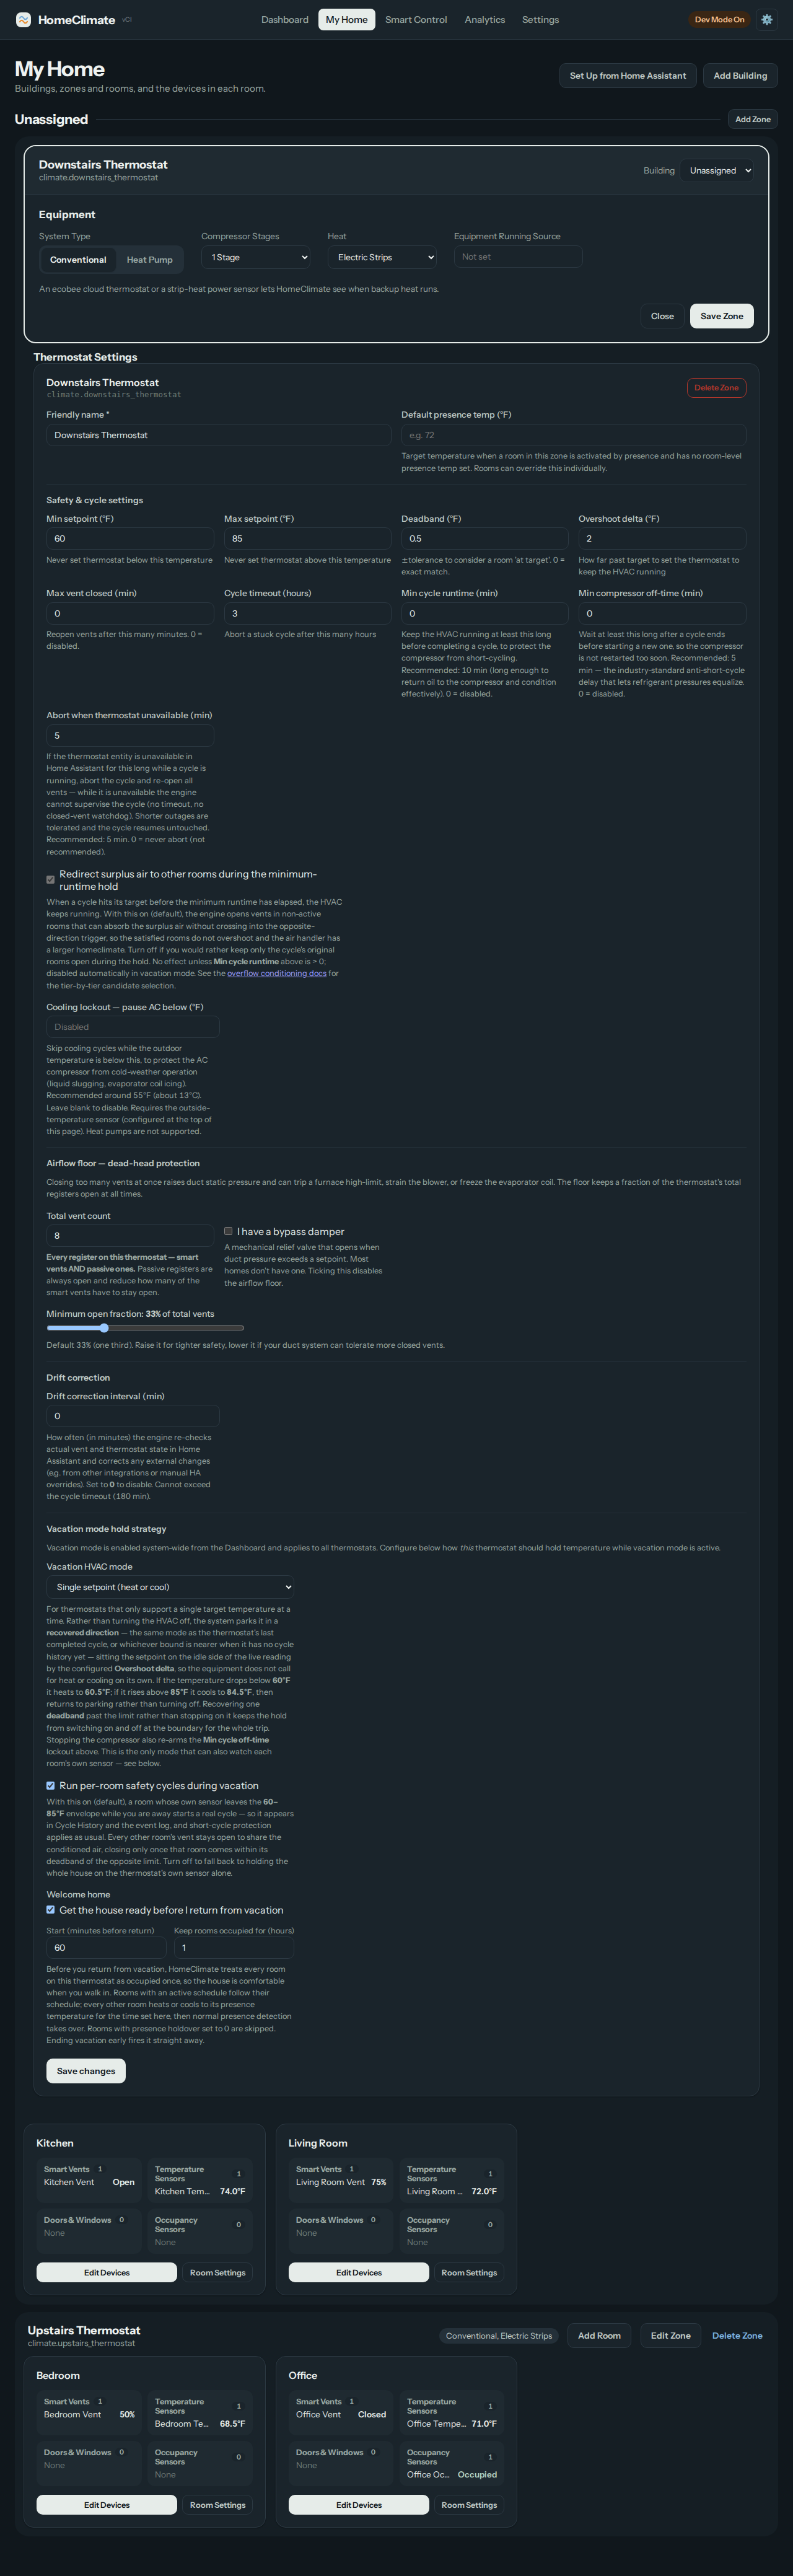 HomeClimate vCI
Dashboard
My Home
Smart Control
Analytics
Settings
Dev Mode On
My Home
Buildings, zones and rooms, and the devices in each room.
Set Up from Home Assistant
Add Building
Unassigned
Add Zone
Downstairs Thermostat
climate.downstairs_thermostat
Building
Unassigned
Equipment
System Type
Compressor Stages
Heat
Equipment Running Source
Conventional
Heat Pump
1 Stage
Electric Strips
Not set
An ecobee cloud thermostat or a strip-heat power sensor lets HomeClimate see when backup heat runs.
Close
Save Zone
Thermostat Settings
Downstairs Thermostat
climate.downstairs_thermostat
Delete Zone
Friendly name *
Downstairs Thermostat
Default presence temp (°F)
e.g. 72
Target temperature when a room in this zone is activated by presence and has no room-level
presence temp set. Rooms can override this individually.
Safety & cycle settings
Min setpoint (°F)
60
Never set thermostat below this temperature
Max setpoint (°F)
85
Never set thermostat above this temperature
Deadband (°F)
0.5
±tolerance to consider a room 'at target'. 0 =
exact match.
Overshoot delta (°F)
2
How far past target to set the thermostat to
keep the HVAC running
Max vent closed (min)
0
Reopen vents after this many minutes. 0 =
disabled.
Cycle timeout (hours)
3
Abort a stuck cycle after this many hours
Min cycle runtime (min)
0
Keep the HVAC running at least this long
before completing a cycle, to protect the
compressor from short-cycling.
Recommended: 10 min (long enough to
return oil to the compressor and condition
effectively). 0 = disabled.
Min compressor off-time (min)
0
Wait at least this long after a cycle ends
before starting a new one, so the compressor
is not restarted too soon. Recommended: 5
min — the industry-standard anti-short-cycle
delay that lets refrigerant pressures equalize.
0 = disabled.
Abort when thermostat unavailable (min)
5
If the thermostat entity is unavailable in
Home Assistant for this long while a cycle is
running, abort the cycle and re-open all
vents — while it is unavailable the engine
cannot supervise the cycle (no timeout, no
closed-vent watchdog). Shorter outages are
tolerated and the cycle resumes untouched.
Recommended: 5 min. 0 = never abort (not
recommended).
Redirect surplus air to other rooms during the minimum-
runtime hold
When a cycle hits its target before the minimum runtime has elapsed, the HVAC
keeps running. With this on (default), the engine opens vents in non-active
rooms that can absorb the surplus air without crossing into the opposite-
direction trigger, so the satisfied rooms do not overshoot and the air handler has
a larger homeclimate. Turn off if you would rather keep only the cycle's original
rooms open during the hold. No effect unless Min cycle runtime above is > 0;
disabled automatically in vacation mode. See the overflow conditioning docs for
the tier-by-tier candidate selection.
Cooling lockout — pause AC below (°F)
Disabled
Skip cooling cycles while the outdoor
temperature is below this, to protect the AC
compressor from cold-weather operation
(liquid slugging, evaporator coil icing).
Recommended around 55°F (about 13°C).
Leave blank to disable. Requires the outside-
temperature sensor (configured at the top of
this page). Heat pumps are not supported.
Airflow floor — dead-head protection
Closing too many vents at once raises duct static pressure and can trip a furnace high-limit, strain the blower, or freeze the evaporator coil. The floor keeps a fraction of the thermostat's total
registers open at all times.
Total vent count
8
Every register on this thermostat — smart
vents AND passive ones. Passive registers are
always open and reduce how many of the
smart vents have to stay open.
I have a bypass damper
A mechanical relief valve that opens when
duct pressure exceeds a setpoint. Most
homes don't have one. Ticking this disables
the airflow floor.
Minimum open fraction: 33% of total vents
Default 33% (one third). Raise it for tighter safety, lower it if your duct system can tolerate more closed vents.
Drift correction
Drift correction interval (min)
0
How often (in minutes) the engine re-checks
actual vent and thermostat state in Home
Assistant and corrects any external changes
(eg. from other integrations or manual HA
overrides). Set to 0 to disable. Cannot exceed
the cycle timeout (180 min).
Vacation mode hold strategy
Vacation mode is enabled system-wide from the Dashboard and applies to all thermostats. Configure below how this thermostat should hold temperature while vacation mode is active.
Vacation HVAC mode
Single setpoint (heat or cool)
For thermostats that only support a single target temperature at a
time. Rather than turning the HVAC off, the system parks it in a
recovered direction — the same mode as the thermostat's last
completed cycle, or whichever bound is nearer when it has no cycle
history yet — sitting the setpoint on the idle side of the live reading
by the configured Overshoot delta, so the equipment does not call
for heat or cooling on its own. If the temperature drops below 60°F
it heats to 60.5°F; if it rises above 85°F it cools to 84.5°F, then
returns to parking rather than turning off. Recovering one
deadband past the limit rather than stopping on it keeps the hold
from switching on and off at the boundary for the whole trip.
Stopping the compressor also re-arms the Min cycle off-time
lockout above. This is the only mode that can also watch each
room's own sensor — see below.
Run per-room safety cycles during vacation
With this on (default), a room whose own sensor leaves the 60–
85°F envelope while you are away starts a real cycle — so it appears
in Cycle History and the event log, and short-cycle protection
applies as usual. Every other room's vent stays open to share the
conditioned air, closing only once that room comes within its
deadband of the opposite limit. Turn off to fall back to holding the
whole house on the thermostat's own sensor alone.
Welcome home
Get the house ready before I return from vacation
Start (minutes before return)
Keep rooms occupied for (hours)
60
1
Before you return from vacation, HomeClimate treats every room
on this thermostat as occupied once, so the house is comfortable
when you walk in. Rooms with an active schedule follow their
schedule; every other room heats or cools to its presence
temperature for the time set here, then normal presence detection
takes over. Rooms with presence holdover set to 0 are skipped.
Ending vacation early fires it straight away.
Save changes
Kitchen
Smart Vents 1
Kitchen Vent Open
Temperature
Sensors 1
Kitchen Tem... 74.0°F
Doors & Windows 0
None
Occupancy
Sensors 0
None
Edit Devices
Room Settings
Living Room
Smart Vents 1
Living Room Vent 75%
Temperature
Sensors 1
Living Room ... 72.0°F
Doors & Windows 0
None
Occupancy
Sensors 0
None
Edit Devices
Room Settings
Upstairs Thermostat
climate.upstairs_thermostat
Conventional, Electric Strips
Add Room
Edit Zone
Delete Zone
Bedroom
Smart Vents 1
Bedroom Vent 50%
Temperature
Sensors 1
Bedroom Te... 68.5°F
Doors & Windows 0
None
Occupancy
Sensors 0
None
Edit Devices
Room Settings
Office
Smart Vents 1
Office Vent Closed
Temperature
Sensors 1
Office Tempe... 71.0°F
Doors & Windows 0
None
Occupancy
Sensors 1
Office Oc... Occupied
Edit Devices
Room Settings